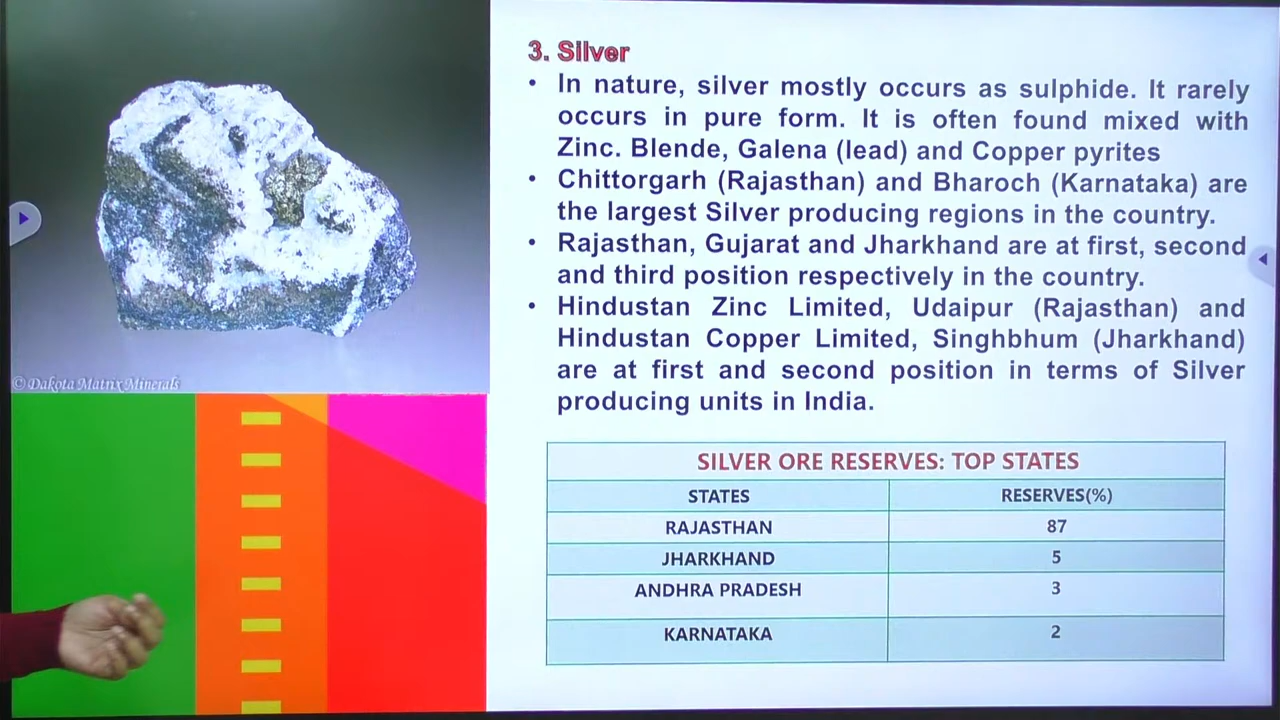 3. Silver
• In nature, silver mostly occurs as sulphide. It rarely
occurs in pure form. It is often found mixed with
Zinc. Blende, Galena (lead) and Copper pyrites
• Chittorgarh (Rajasthan) and Bharoch (Karnataka) are
the largest Silver producing regions in the country.
• Rajasthan, Gujarat and Jharkhand are at first, second
and third position respectively in the country.
• Hindustan Zinc Limited, Udaipur (Rajasthan) and
Hindustan Copper Limited, Singhbhum (Jharkhand)
are at first and second position in terms of Silver
producing units in India.
© Dakota Matrix Minerals
SILVER ORE RESERVES: TOP STATES
STATES RESERVES(%)
RAJASTHAN 87
JHARKHAND 5
ANDHRA PRADESH 3
KARNATAKA 2